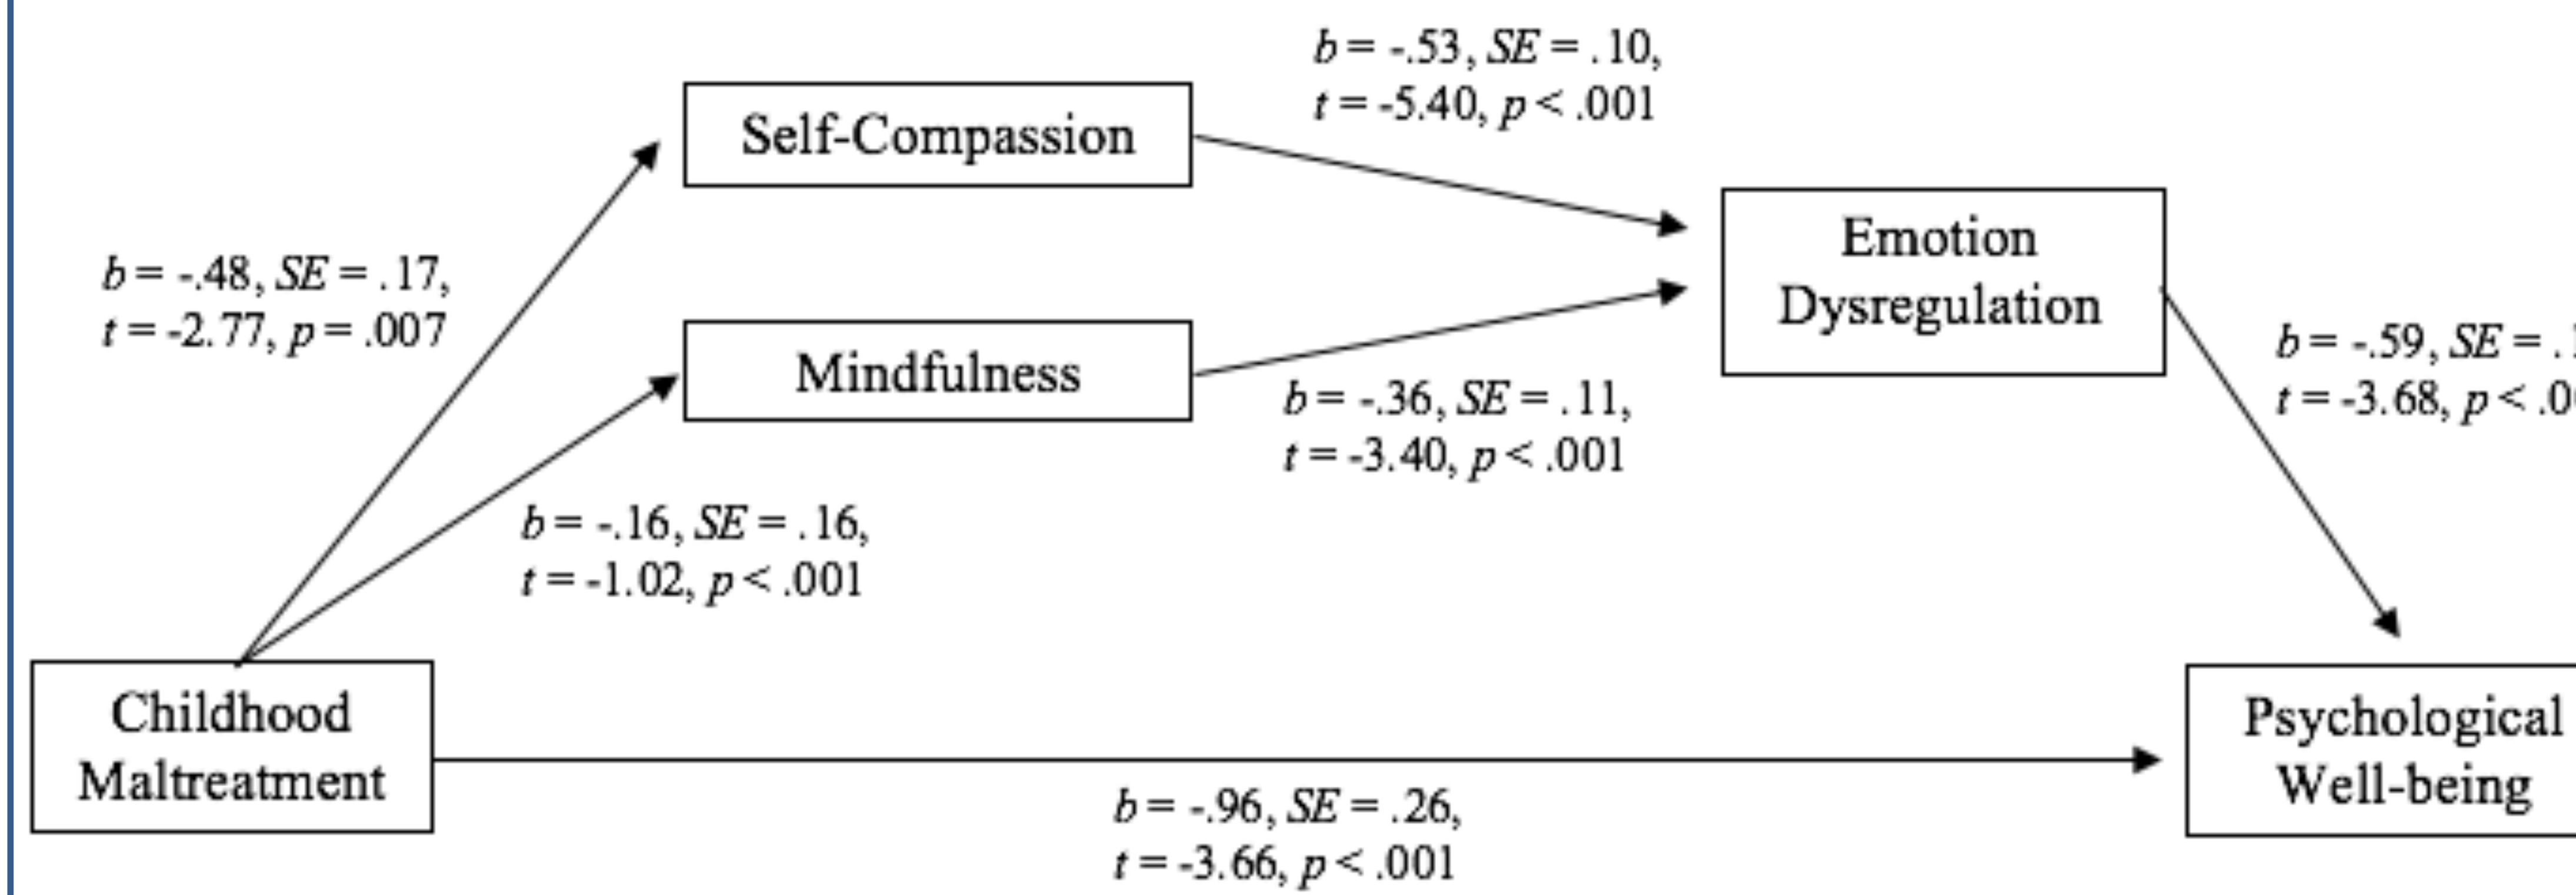 b = -.53, SE = .10,
t = -5.40, p < .001
Self-Compassion
Emotion
Dysregulation
b = -.48, SE = .17,
t = -2.77, p = .007
Mindfulness
b = -.59, SE =
t = -3.68, p <
b = -.36, SE = .11,
t = -3.40, p < .001
b = -.16, SE = .16,
t = -1.02, p < .001
Childhood
Maltreatment
Psychological
Well-being
b = -.96, SE = .26,
t = -3.66, p < .001